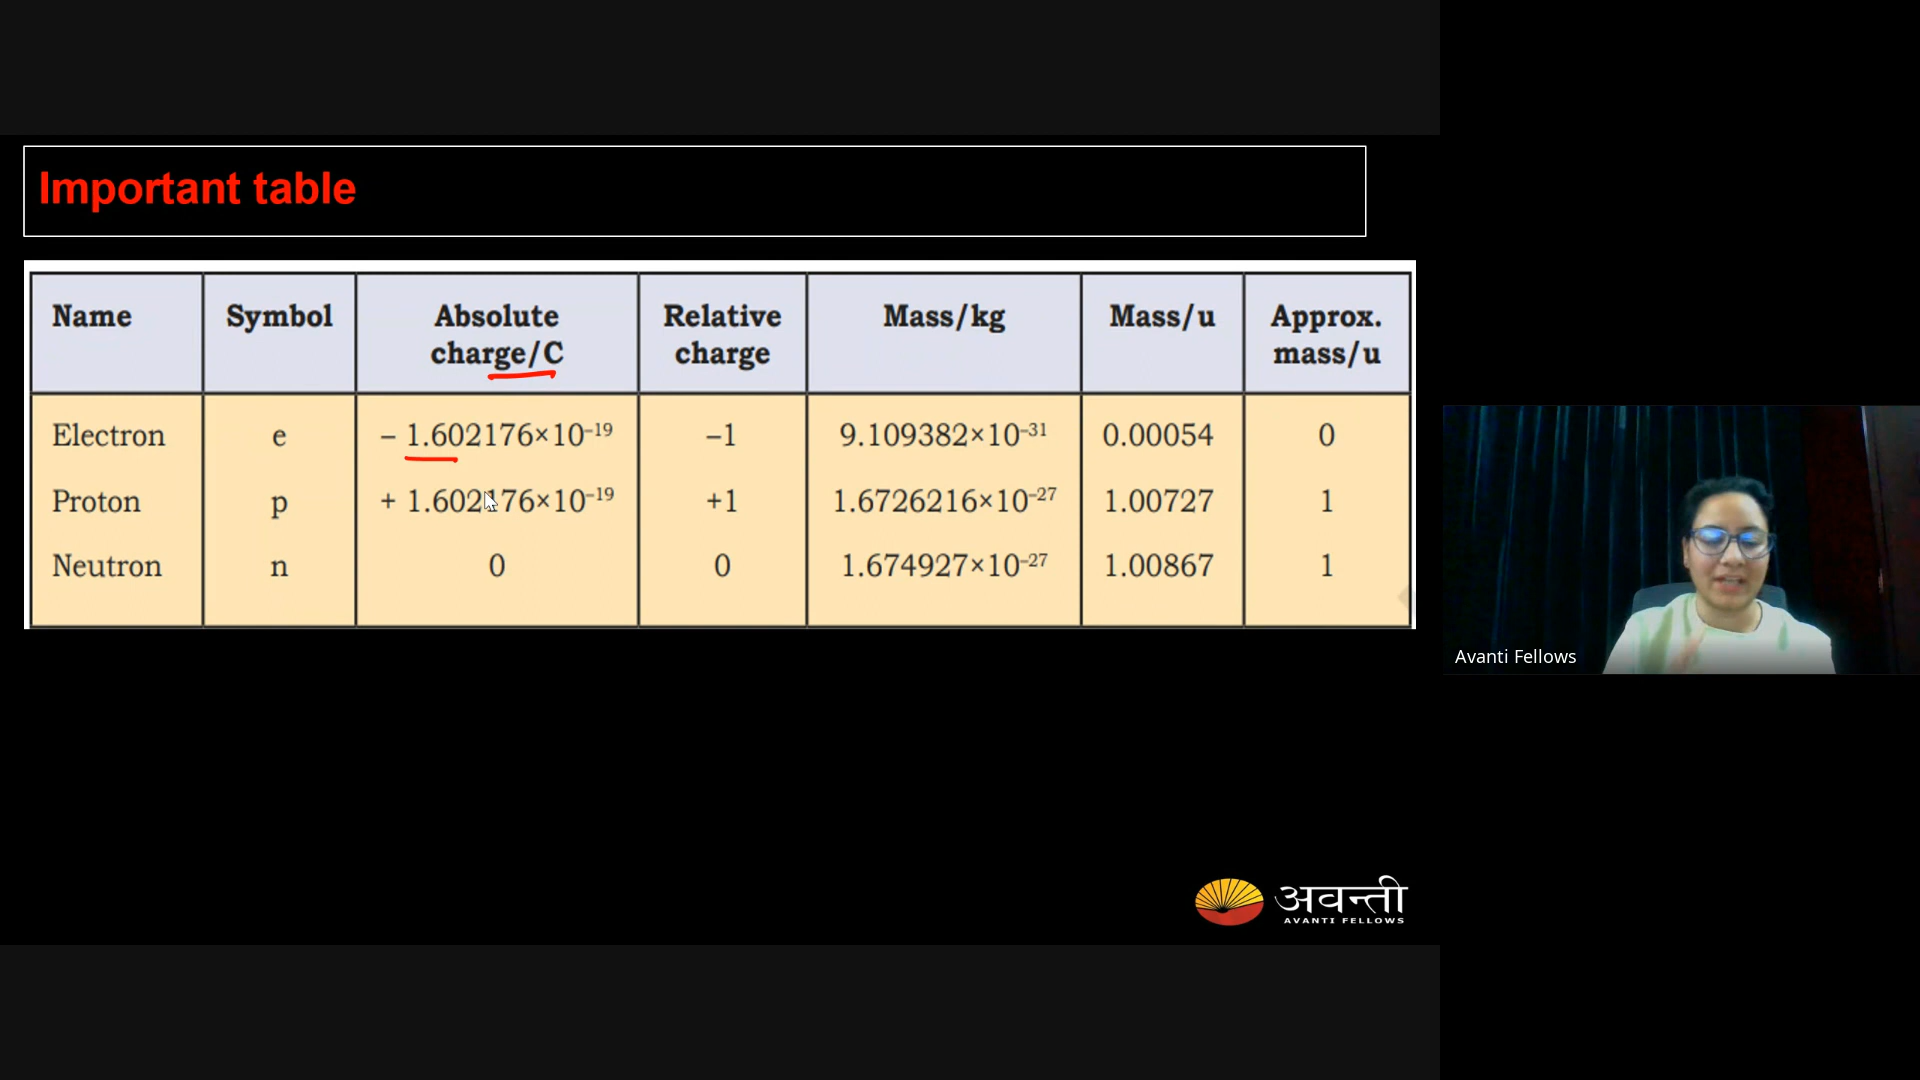 Important table
Name Symbol Absolute charge/C Relative charge Mass/kg Mass/u Approx. mass/u
Electron e – 1.602176×10⁻¹⁹ –1 9.109382×10⁻³¹ 0.00054 0
Proton p + 1.602176×10⁻¹⁹ +1 1.6726216×10⁻²⁷ 1.00727 1
Neutron n 0 0 1.674927×10⁻²⁷ 1.00867 1
Avanti Fellows
अवन्ती
AVANTI FELLOWS